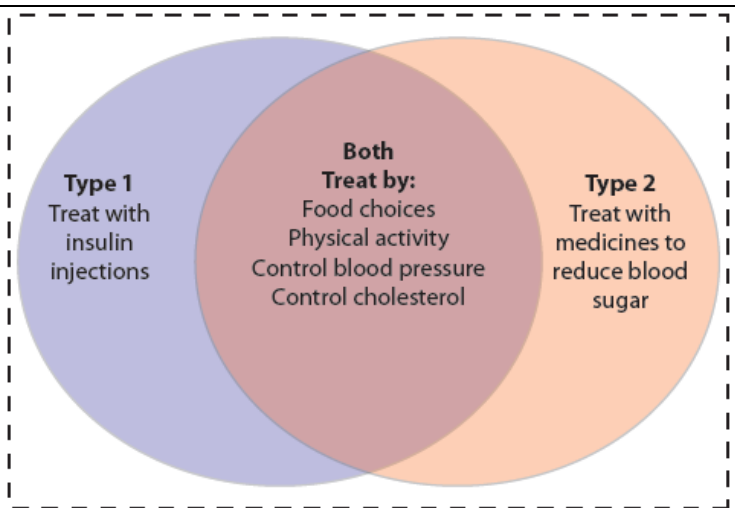 Type 1
Treat with
insulin
injections
Both
Treat by:
Food choices
Physical activity
Control blood pressure
Control cholesterol
Type 2
Treat with
medicines to
reduce blood
sugar